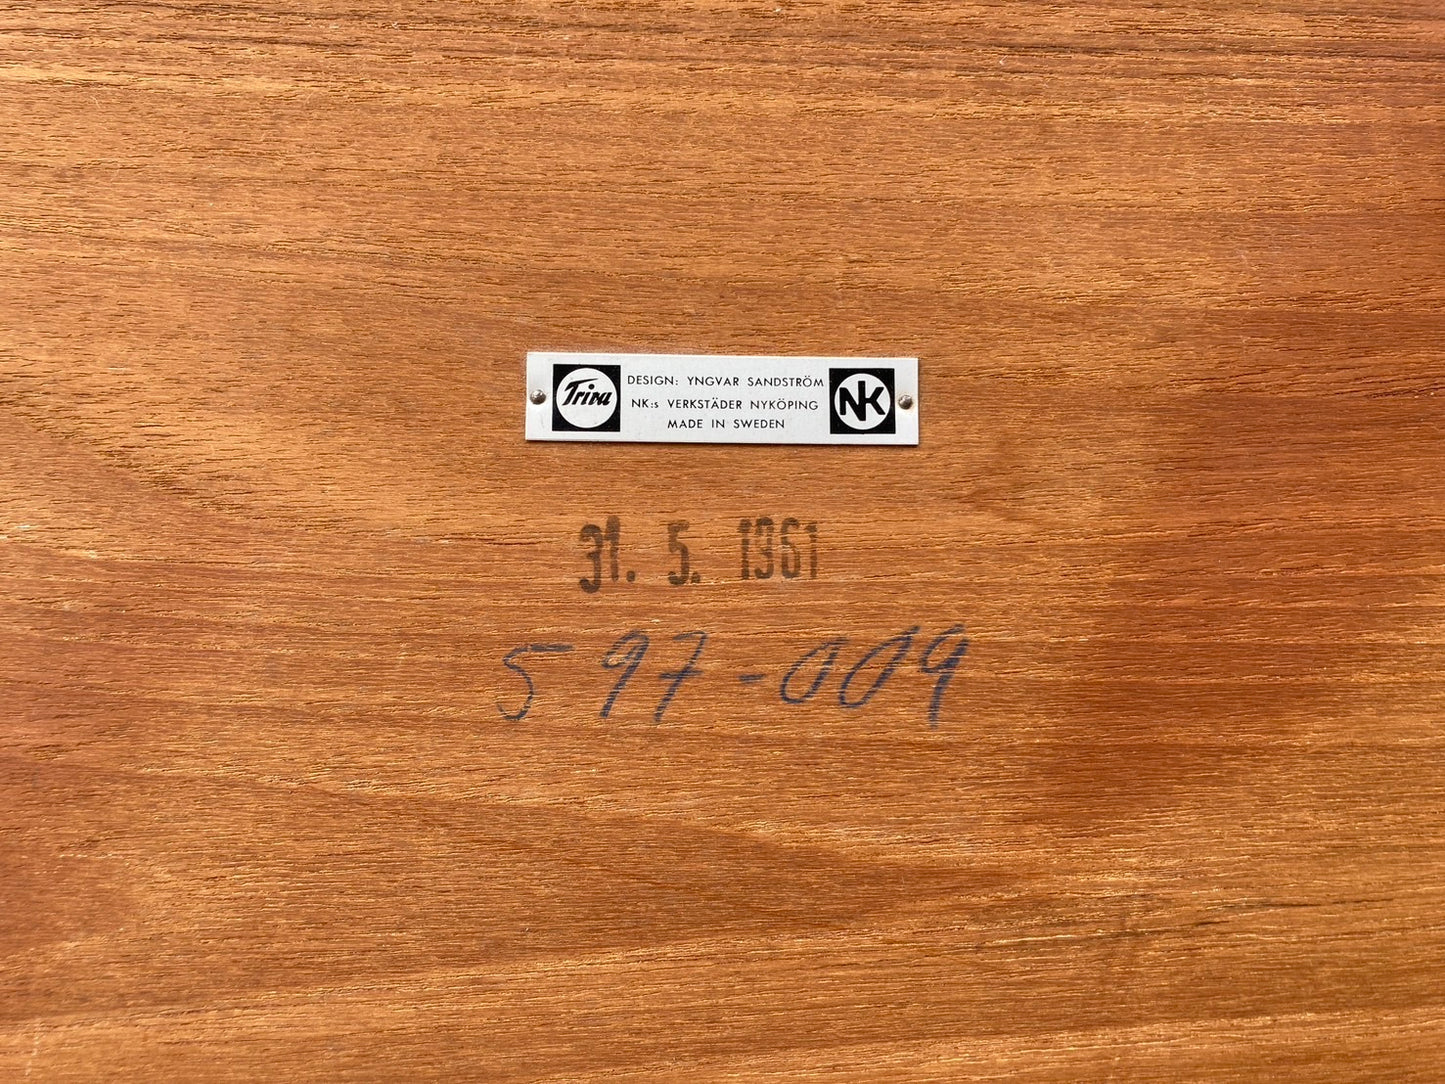 Triva
DESIGN: YNGVAR SANDSTRÖM
NK:s VERKSTÄDER NYKÖPING
MADE IN SWEDEN
NK
31. 5. 1961
597-009